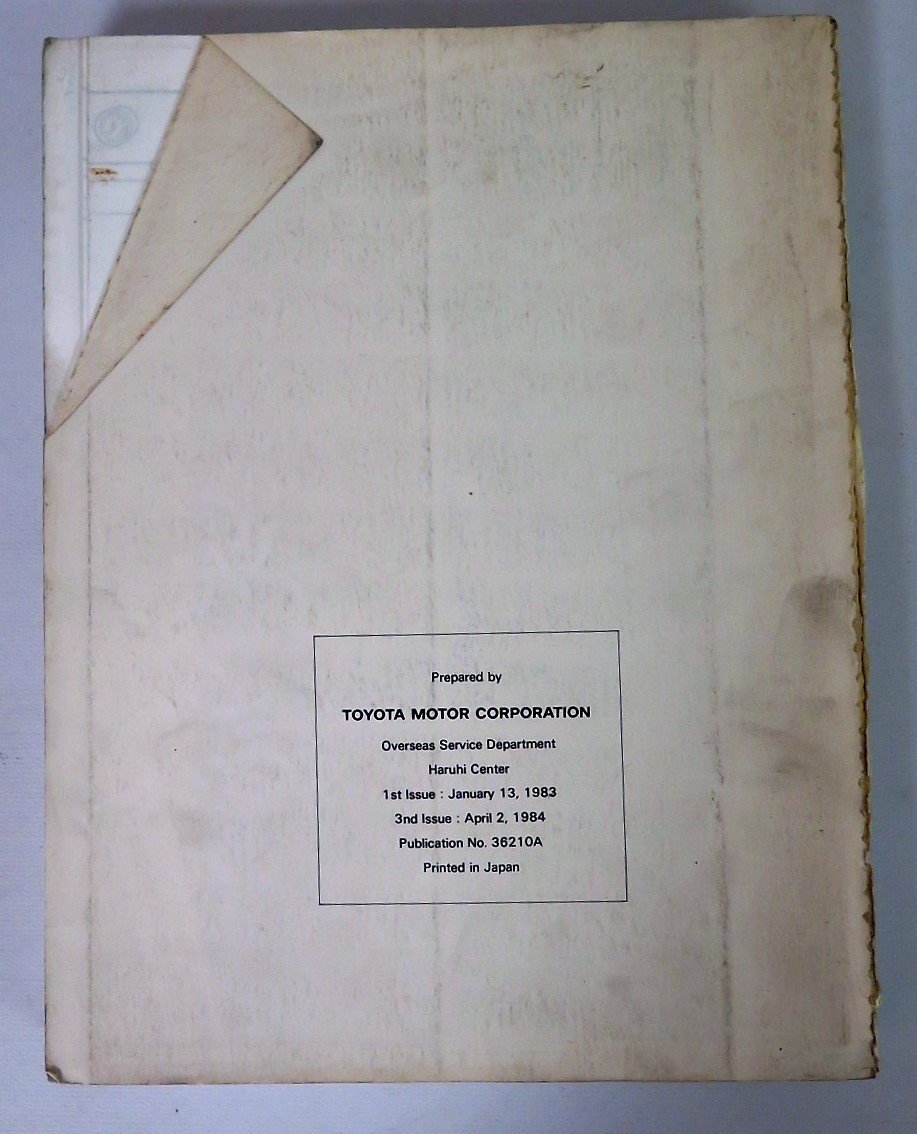 Prepared by
TOYOTA MOTOR CORPORATION
Overseas Service Department
Haruhi Center
1st Issue : January 13, 1983
3nd Issue : April 2, 1984
Publication No. 36210A
Printed in Japan